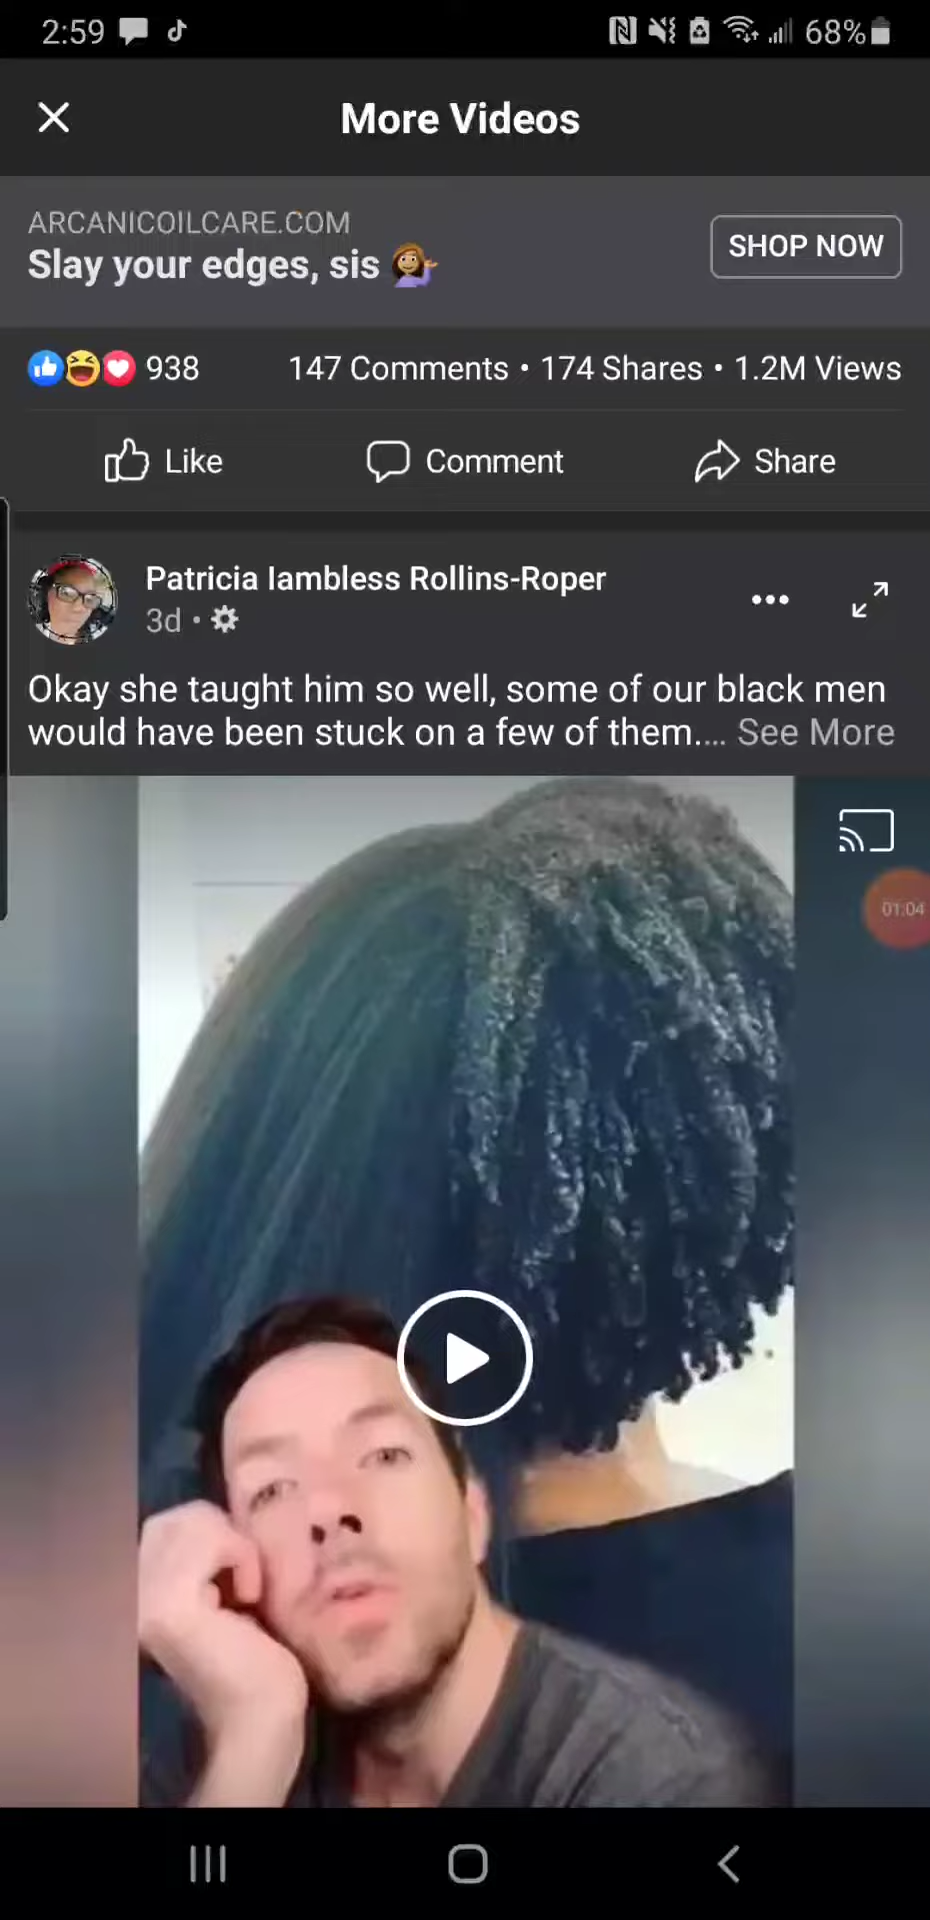 2:59
68%
More Videos
ARCANICOILCARE.COM
Slay your edges, sis
SHOP NOW
938
147 Comments • 174 Shares • 1.2M Views
Like
Comment
Share
Patricia Iambless Rollins-Roper
3d •
Okay she taught him so well, some of our black men
would have been stuck on a few of them.... See More
01:04